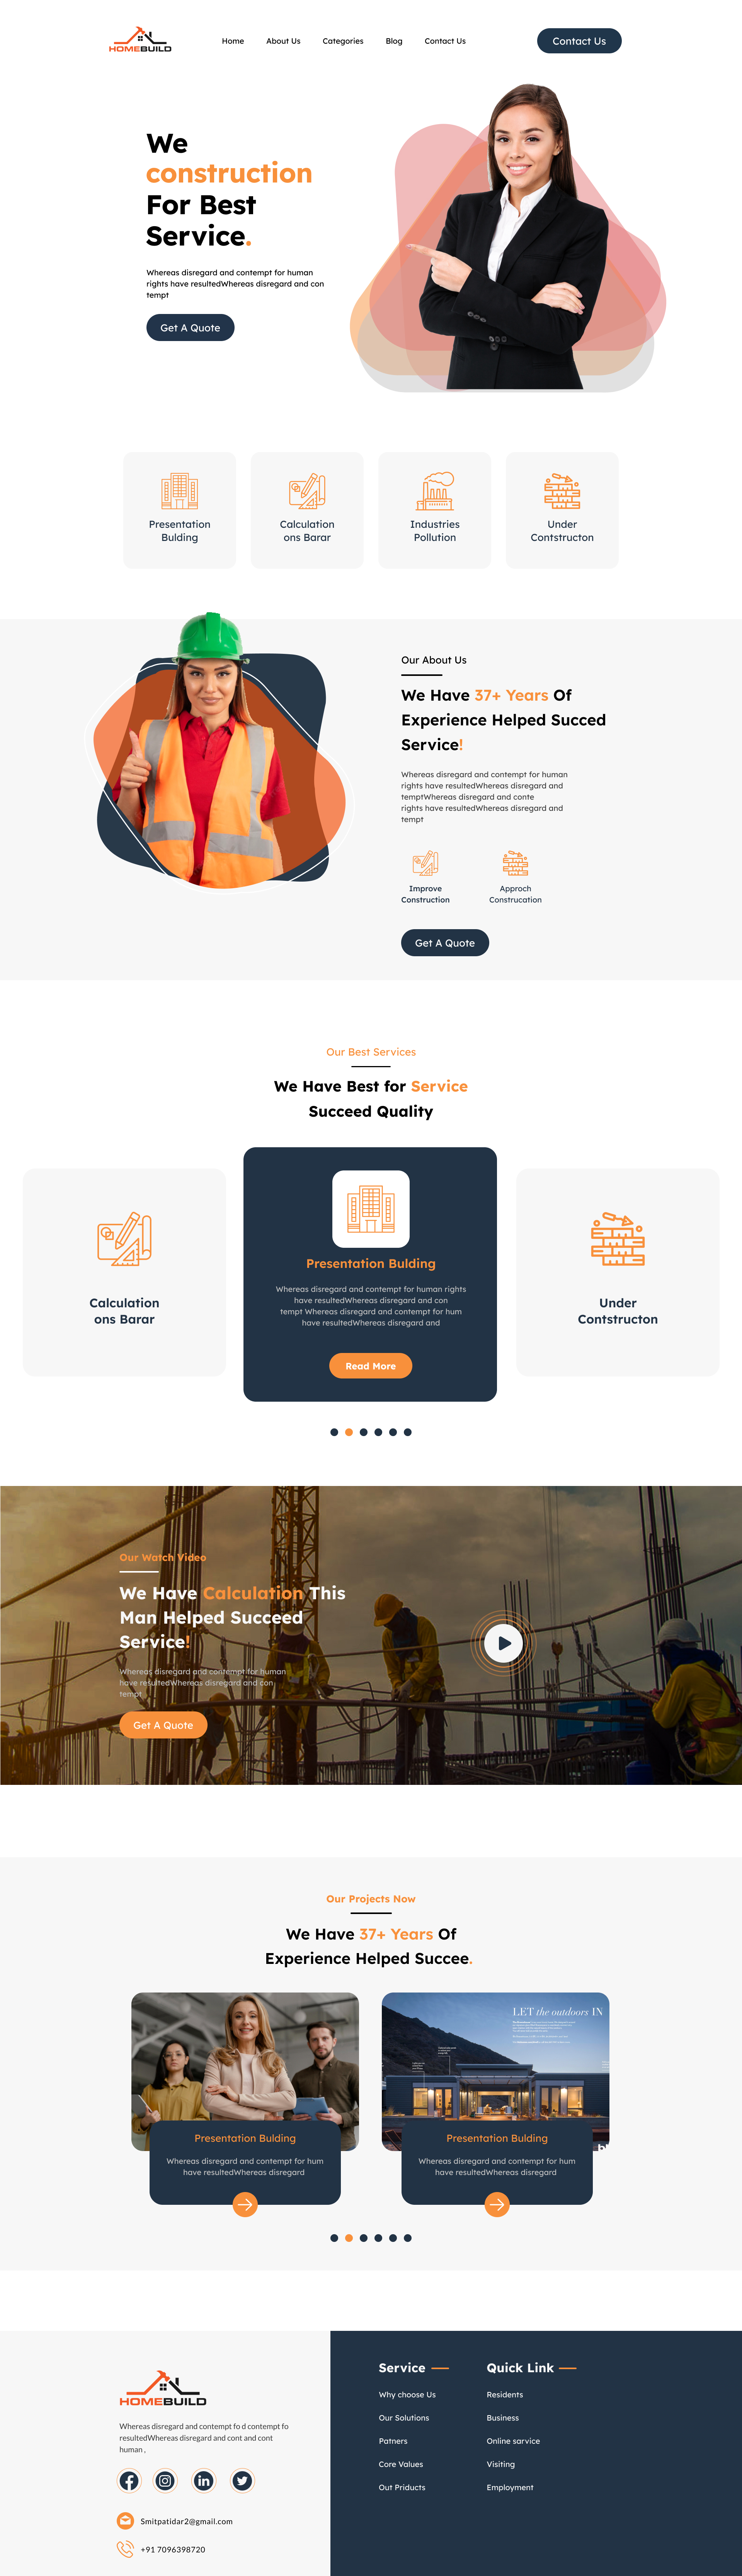 HOMEBUILD
Home
About Us
Categories
Blog
Contact Us
Contact Us
We
construction
For Best
Service.
Whereas disregard and contempt for human
rights have resultedWhereas disregard and con
tempt
Get A Quote
Presentation
Bulding
Calculation
ons Barar
Industries
Pollution
Under
Contstructon
Our About Us
We Have 37+ Years Of
Experience Helped Succed
Service!
Whereas disregard and contempt for human
rights have resultedWhereas disregard and
temptWhereas disregard and conte
rights have resultedWhereas disregard and
tempt
Improve
Construction
Approch
Construcation
Get A Quote
Our Best Services
We Have Best for Service
Succeed Quality
Calculation
ons Barar
Presentation Bulding
Whereas disregard and contempt for human rights
have resultedWhereas disregard and con
tempt Whereas disregard and contempt for hum
have resultedWhereas disregard and
Read More
Under
Contstructon
Our Watch Video
We Have Calculation This
Man Helped Succeed
Service!
Whereas disregard and contempt for human
have resultedWhereas disregard and con
tempt
Get A Quote
Our Projects Now
We Have 37+ Years Of
Experience Helped Succee.
Presentation Bulding
Whereas disregard and contempt for hum
have resultedWhereas disregard
LET the outdoors IN
Presentation Bulding
Whereas disregard and contempt for hum
have resultedWhereas disregard
HOMEBUILD
Whereas disregard and contempt fo d contempt fo
resultedWhereas disregard and cont and cont
human ,
Smitpatidar2@gmail.com
+91 7096398720
Service
Why choose Us
Our Solutions
Patners
Core Values
Out Priducts
Quick Link
Residents
Business
Online sarvice
Visiting
Employment